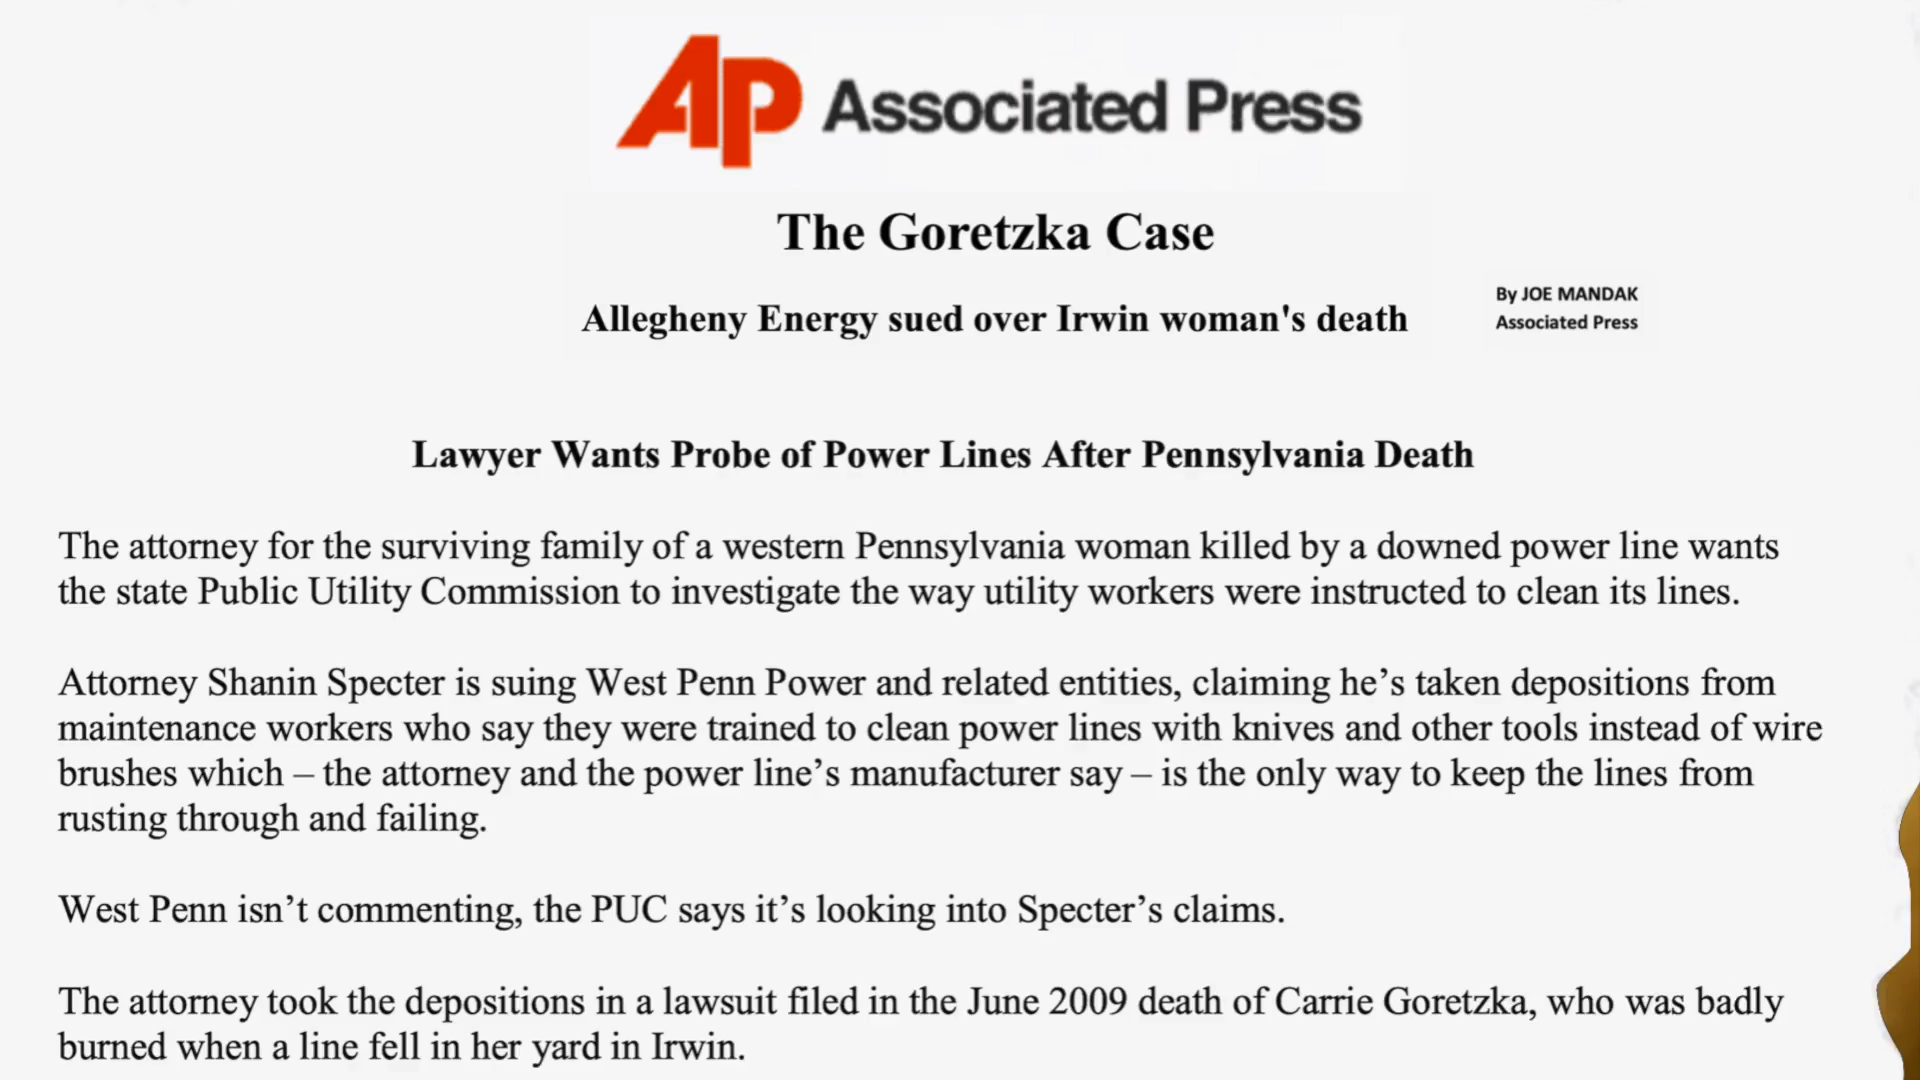 AP Associated Press
The Goretzka Case
Allegheny Energy sued over Irwin woman's death
By JOE MANDAK
Associated Press
Lawyer Wants Probe of Power Lines After Pennsylvania Death
The attorney for the surviving family of a western Pennsylvania woman killed by a downed power line wants
the state Public Utility Commission to investigate the way utility workers were instructed to clean its lines.
Attorney Shanin Specter is suing West Penn Power and related entities, claiming he’s taken depositions from
maintenance workers who say they were trained to clean power lines with knives and other tools instead of wire
brushes which – the attorney and the power line’s manufacturer say – is the only way to keep the lines from
rusting through and failing.
West Penn isn’t commenting, the PUC says it’s looking into Specter’s claims.
The attorney took the depositions in a lawsuit filed in the June 2009 death of Carrie Goretzka, who was badly
burned when a line fell in her yard in Irwin.